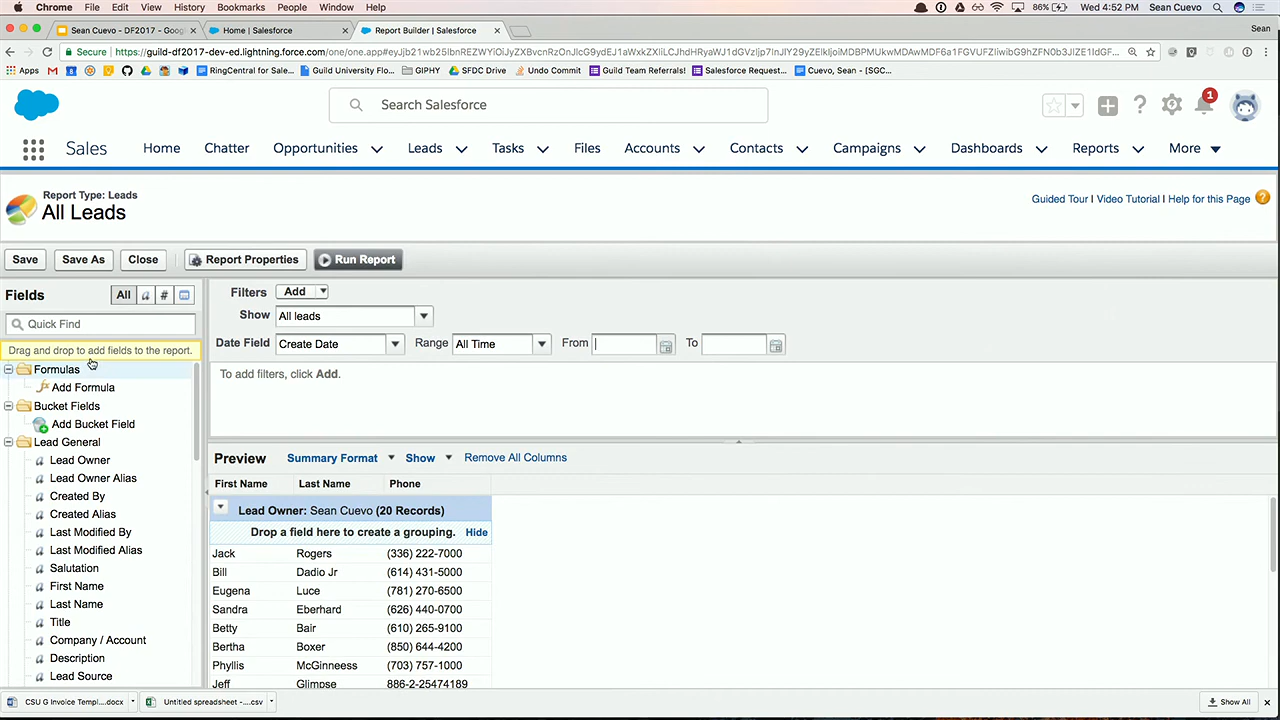 Chrome File Edit View History Bookmarks People Window Help 86% Wed 4:52 PM Sean Cuevo
Sean Cuevo - DF2017 - Goog Home | Salesforce Report Builder | Salesforce Sean
Secure https://guild-df2017-dev-ed.lightning.force.com/one/one.app#
Apps RingCentral for Sale... Guild University Flo... GIPHY SFDC Drive Undo Commit Guild Team Referrals! Salesforce Request... Cuevo, Sean - [SGC...
Search Salesforce
1
Sales Home Chatter Opportunities Leads Tasks Files Accounts Contacts Campaigns Dashboards Reports More
Report Type: Leads
All Leads
Guided Tour | Video Tutorial | Help for this Page ?
Save Save As Close Report Properties Run Report
Fields All a #
Quick Find
Drag and drop to add fields to the report.
Formulas
Add Formula
Bucket Fields
Add Bucket Field
Lead General
a Lead Owner
a Lead Owner Alias
a Created By
a Created Alias
a Last Modified By
a Last Modified Alias
a Salutation
a First Name
a Last Name
a Title
a Company / Account
a Description
a Lead Source
Filters Add
Show All leads
Date Field Create Date Range All Time From To
To add filters, click Add.
Preview Summary Format Show Remove All Columns
First Name Last Name Phone
Lead Owner: Sean Cuevo (20 Records)
Drop a field here to create a grouping. Hide
Jack Rogers (336) 222-7000
Bill Dadio Jr (614) 431-5000
Eugena Luce (781) 270-6500
Sandra Eberhard (626) 440-0700
Betty Bair (610) 265-9100
Bertha Boxer (850) 644-4200
Phyllis McGinneess (703) 757-1000
Jeff Glimpse 886-2-25474189
CSU G Invoice Templ....docx Untitled spreadsheet -....csv Show All